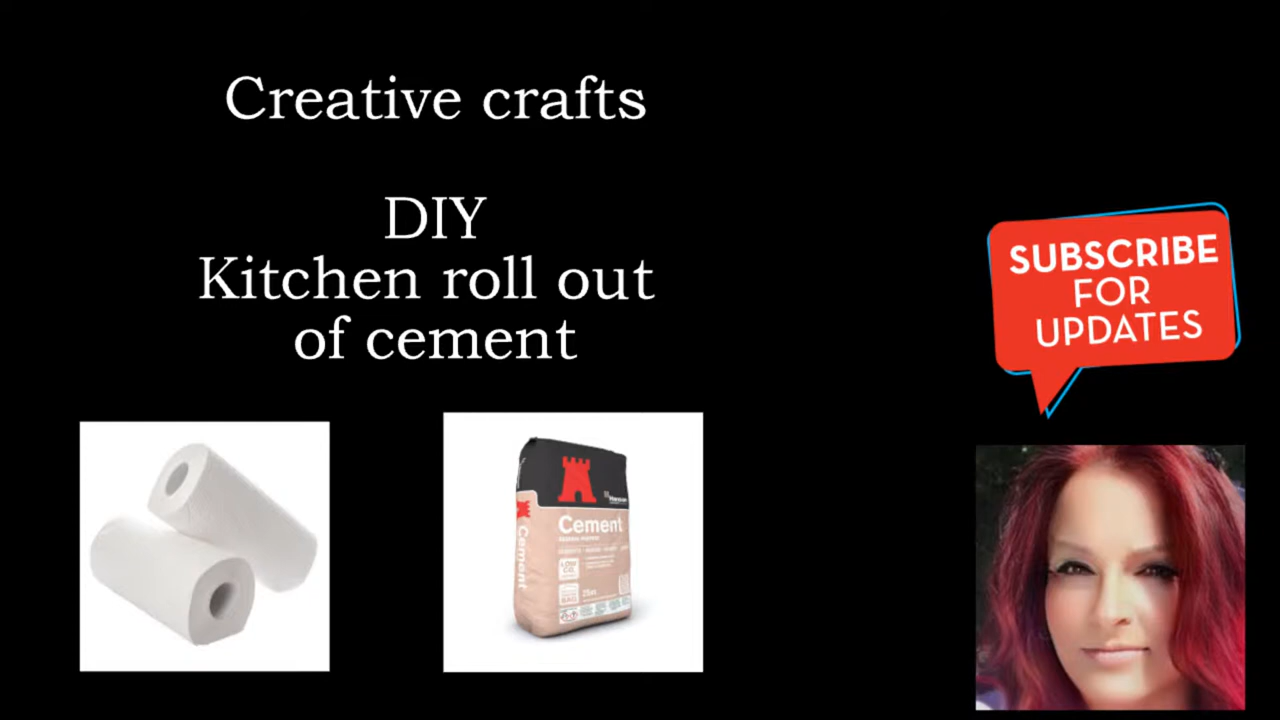 Creative crafts
DIY
Kitchen roll out
of cement
SUBSCRIBE
FOR
UPDATES
Cement
Cement